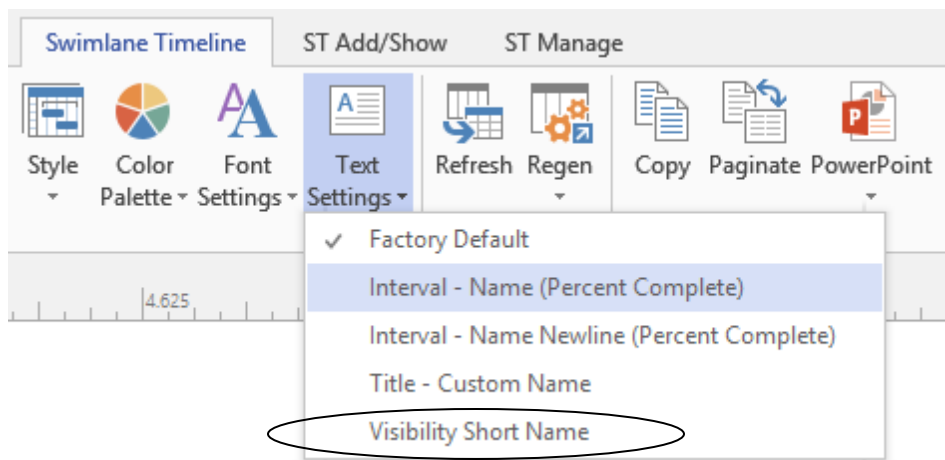 Swimlane Timeline ST Add/Show ST Manage
A A
P
Style Color Font Text Refresh Regen Copy Paginate PowerPoint
Palette Settings Settings
Factory Default
Interval - Name (Percent Complete)
4.625
Interval - Name Newline (Percent Complete)
Title - Custom Name
Visibility Short Name